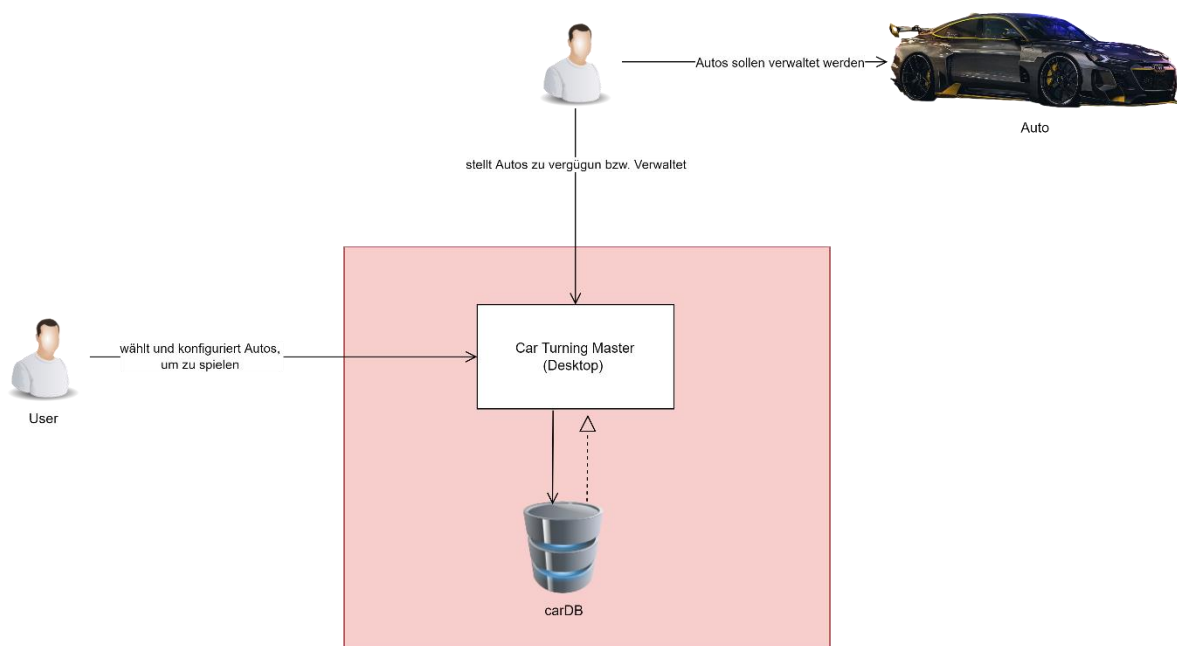 Autos sollen verwaltet werden
Auto
stellt Autos zu vergügun bzw. Verwaltet
wählt und konfiguriert Autos,
um zu spielen
User
Car Turning Master
(Desktop)
carDB